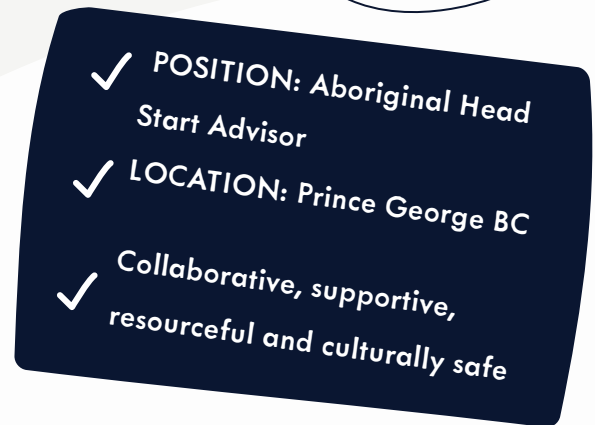 POSITION: Aboriginal Head
Start Advisor
LOCATION: Prince George BC
Collaborative, supportive,
resourceful and culturally safe